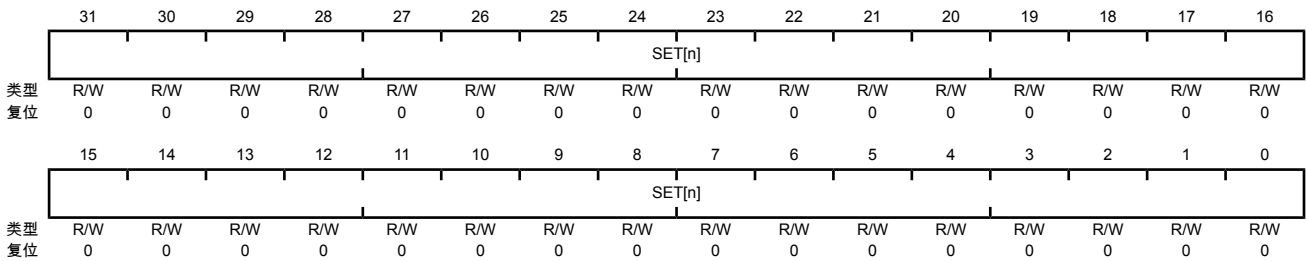 31 30 29 28 27 26 25 24 23 22 21 20 19 18 17 16
SET[n]
类型 R/W R/W R/W R/W R/W R/W R/W R/W R/W R/W R/W R/W R/W R/W R/W R/W
复位 0 0 0 0 0 0 0 0 0 0 0 0 0 0 0 0
15 14 13 12 11 10 9 8 7 6 5 4 3 2 1 0
SET[n]
类型 R/W R/W R/W R/W R/W R/W R/W R/W R/W R/W R/W R/W R/W R/W R/W R/W
复位 0 0 0 0 0 0 0 0 0 0 0 0 0 0 0 0